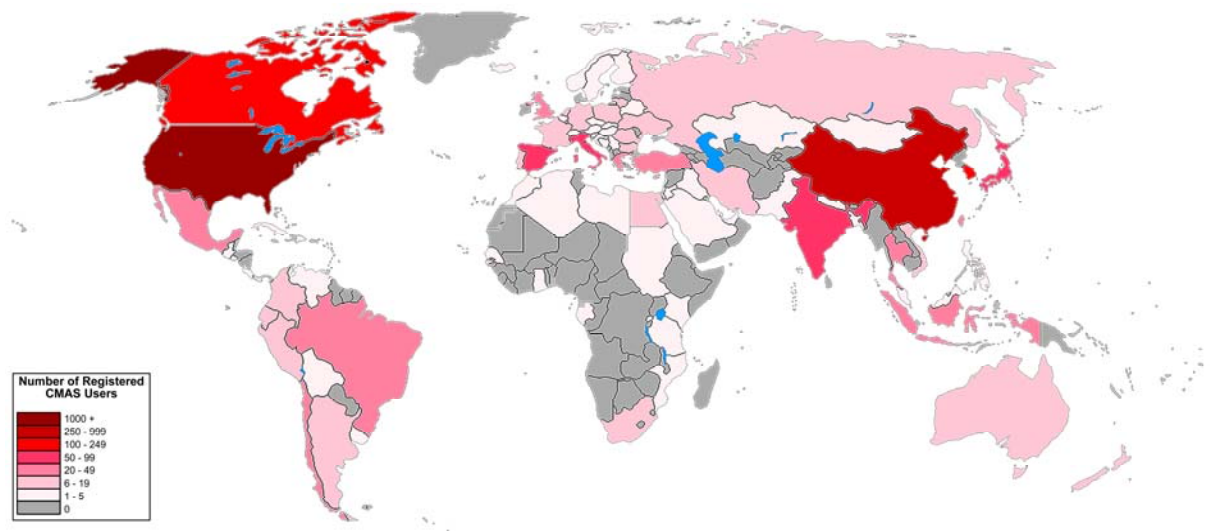 Number of Registered
CMAS Users
1000 +
250 - 999
100 - 249
50 - 99
20 - 49
6 - 19
1 - 5
0